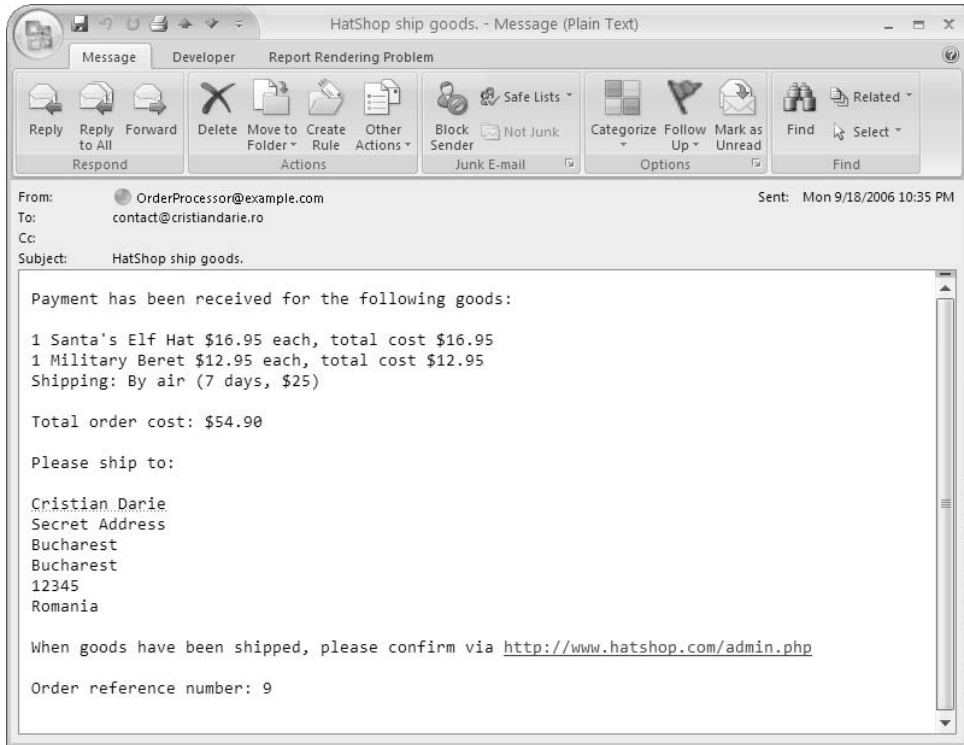 HatShop ship goods. - Message (Plain Text)
Message Developer Report Rendering Problem
Reply Reply to All Forward Delete Move to Folder Create Rule Other Actions Block Sender Safe Lists Not Junk Categorize Follow Up Mark as Unread Find Related Select
Respond Actions Junk E-mail Options Find
From: OrderProcessor@example.com Sent: Mon 9/18/2006 10:35 PM
To: contact@cristiandarie.ro
Cc:
Subject: HatShop ship goods.
Payment has been received for the following goods:
1 Santa's Elf Hat $16.95 each, total cost $16.95
1 Military Beret $12.95 each, total cost $12.95
Shipping: By air (7 days, $25)
Total order cost: $54.90
Please ship to:
Cristian Darie
Secret Address
Bucharest
Bucharest
12345
Romania
When goods have been shipped, please confirm via http://www.hatshop.com/admin.php
Order reference number: 9